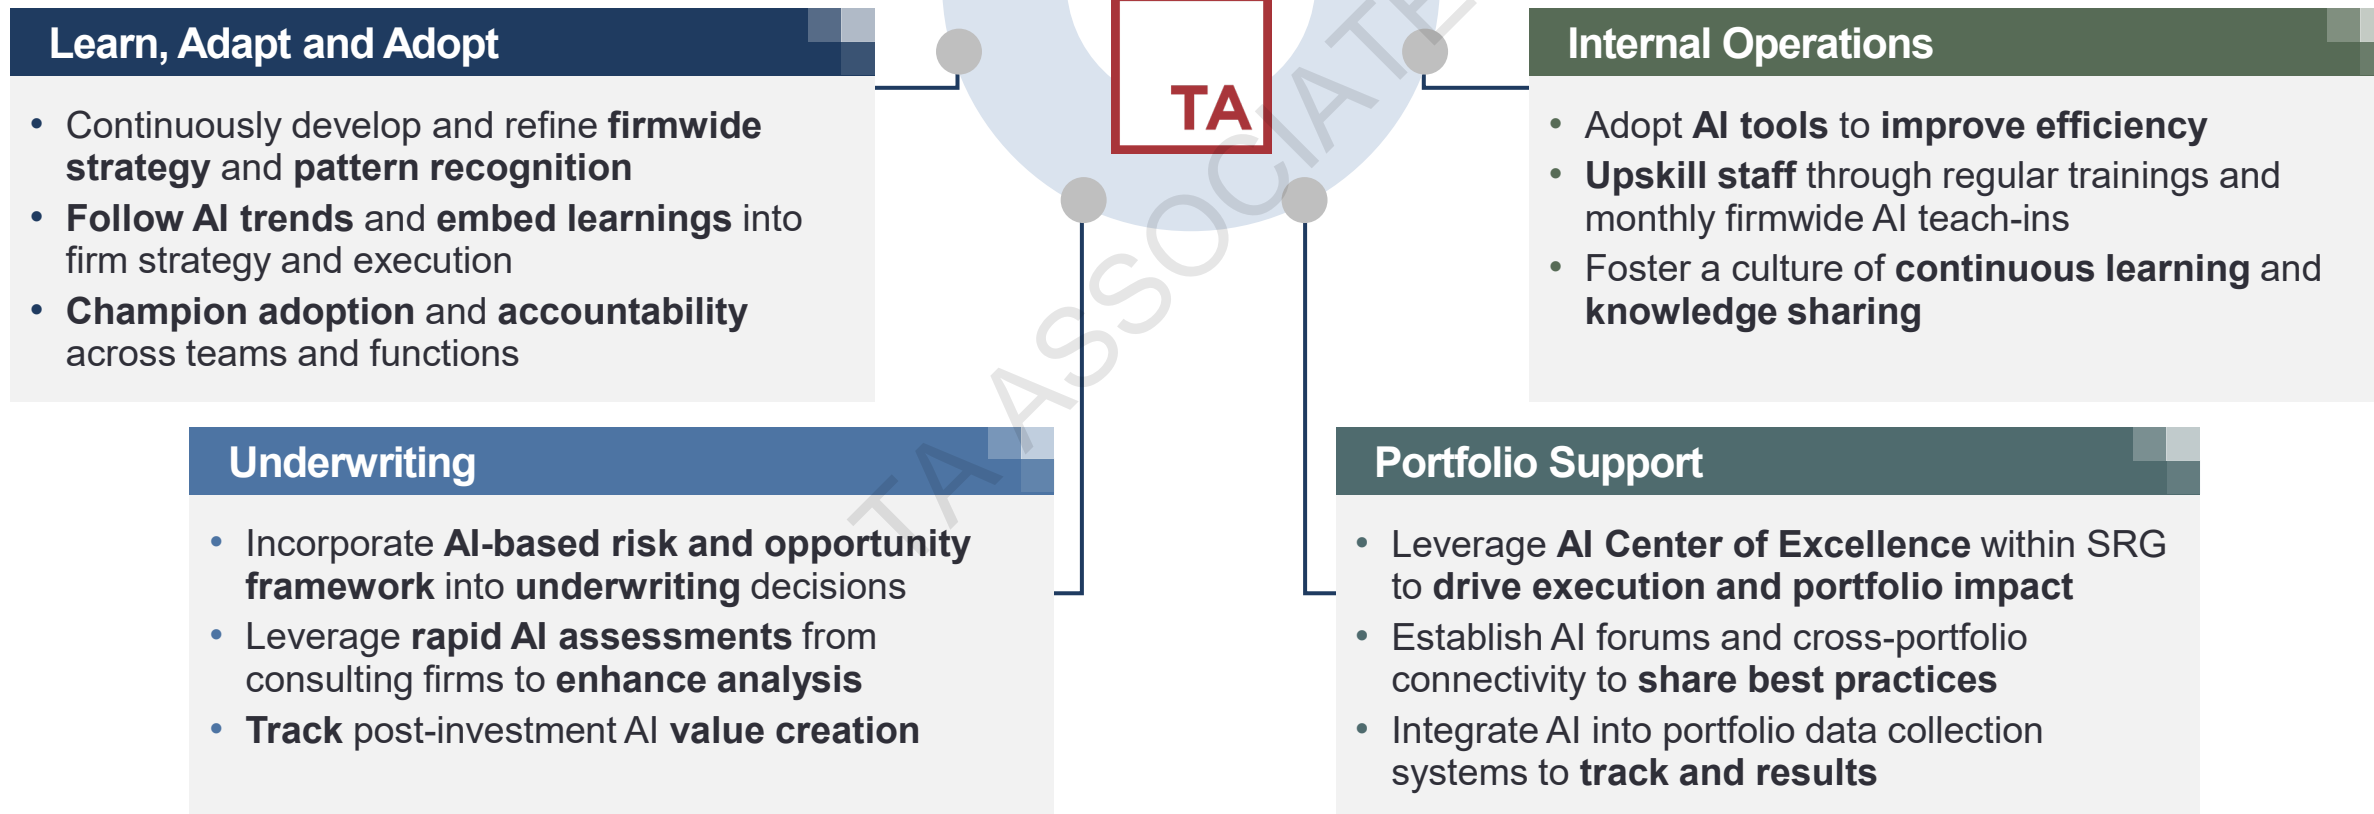 Learn, Adapt and Adopt
• Continuously develop and refine firmwide
strategy and pattern recognition
• Follow AI trends and embed learnings into
firm strategy and execution
• Champion adoption and accountability
across teams and functions
TA
Internal Operations
• Adopt AI tools to improve efficiency
• Upskill staff through regular trainings and
monthly firmwide AI teach-ins
• Foster a culture of continuous learning and
knowledge sharing
Underwriting
• Incorporate AI-based risk and opportunity
framework into underwriting decisions
• Leverage rapid AI assessments from
consulting firms to enhance analysis
• Track post-investment AI value creation
Portfolio Support
• Leverage AI Center of Excellence within SRG
to drive execution and portfolio impact
• Establish AI forums and cross-portfolio
connectivity to share best practices
• Integrate AI into portfolio data collection
systems to track and results
TA ASSOCIATE